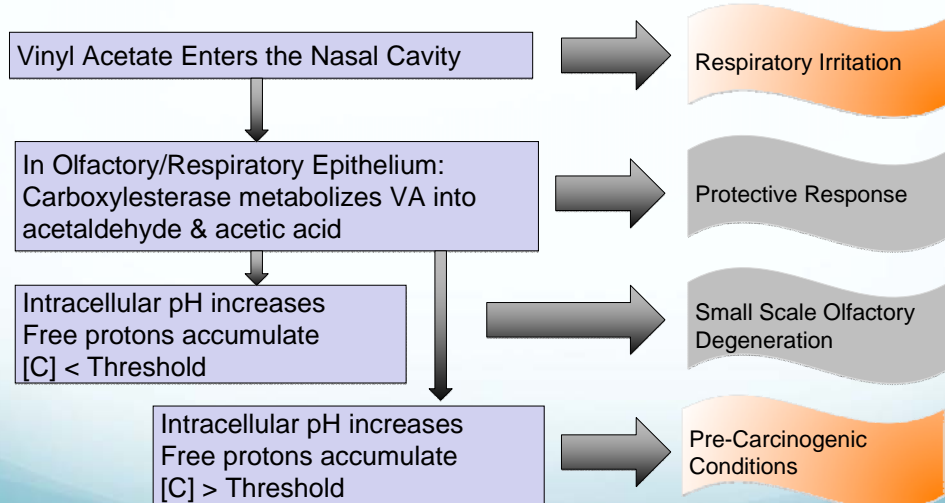 Vinyl Acetate Enters the Nasal Cavity
Respiratory Irritation
In Olfactory/Respiratory Epithelium:
Carboxylesterase metabolizes VA into
acetaldehyde & acetic acid
Protective Response
Intracellular pH increases
Free protons accumulate
[C] < Threshold
Small Scale Olfactory
Degeneration
Intracellular pH increases
Free protons accumulate
[C] > Threshold
Pre-Carcinogenic
Conditions